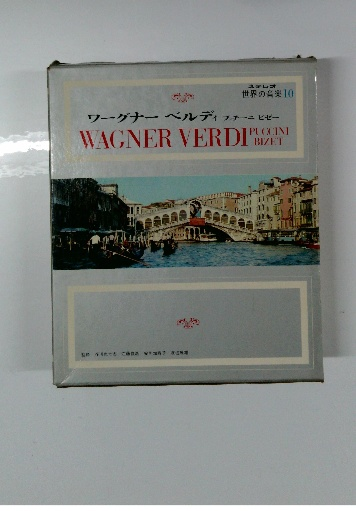 ステレオ
世界の音楽10
ワーグナー ベルディ プッチーニ ビゼー
WAGNER VERDI PUCCINI
BIZET